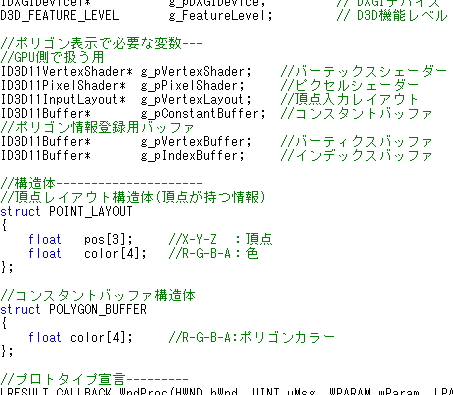 IDXGIDevice1* g_pDXGI; // DXGIデバイス
D3D_FEATURE_LEVEL g_FeatureLevel; // D3D機能レベル
//ポリゴン表示で必要な変数---
//GPU側で扱う用
ID3D11VertexShader* g_pVertexShader; //バーテックスシェーダー
ID3D11PixelShader* g_pPixelShader; //ピクセルシェーダー
ID3D11InputLayout* g_pVertexLayout; //頂点入力レイアウト
ID3D11Buffer* g_pConstantBuffer; //コンスタントバッファ
//ポリゴン情報登録用バッファ
ID3D11Buffer* g_pVertexBuffer; //バーティクスバッファ
ID3D11Buffer* g_pIndexBuffer; //インデックスバッファ
//構造体---------------------
//頂点レイアウト構造体(頂点が持つ情報)
struct POINT_LAYOUT
{
float pos[3]; //X-Y-Z :頂点
float color[4]; //R-G-B-A:色
};
//コンスタントバッファ構造体
struct POLYGON_BUFFER
{
float color[4]; //R-G-B-A:ポリゴンカラー
};
//プロトタイプ宣言---------
LRESULT CALLBACK WndProc(HWND hWnd, UINT uMsg, WPARAM wParam, LPA